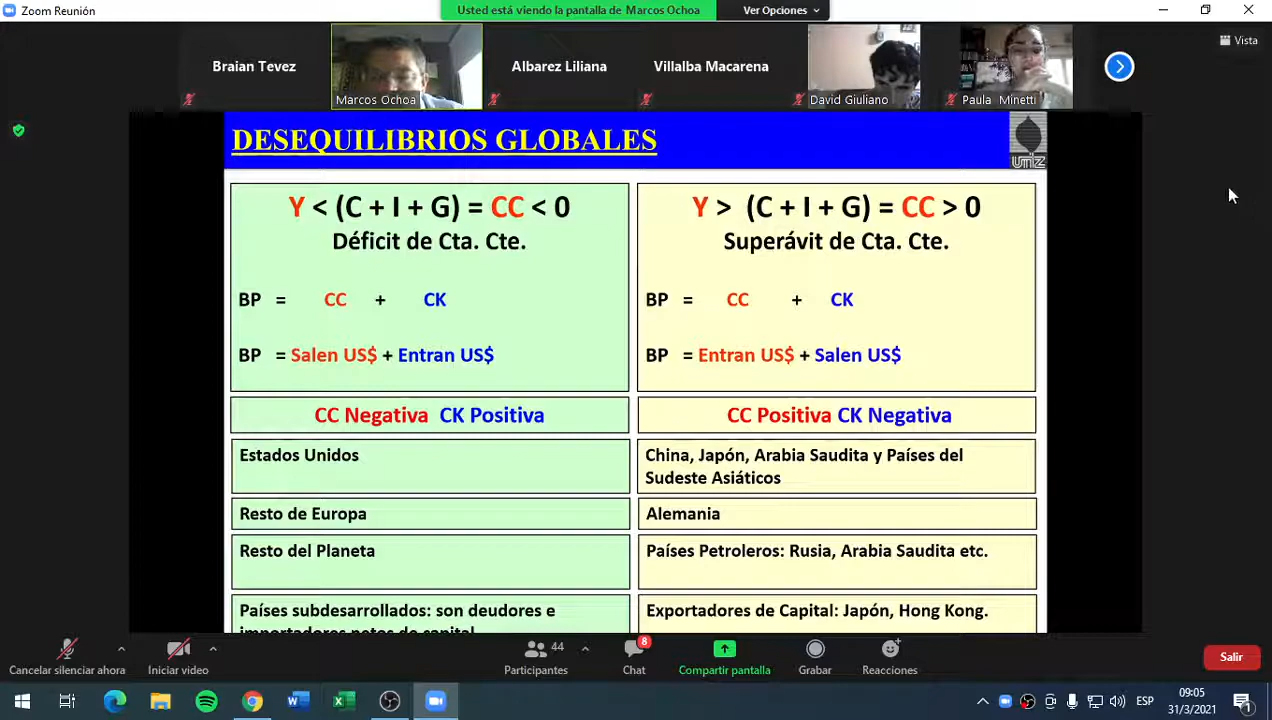 Zoom Reunión
Usted está viendo la pantalla de Marcos Ochoa
Ver Opciones
Vista
Braian Tevez
Marcos Ochoa
Albarez Liliana
Villalba Macarena
David Giuliano
Paula Minetti
DESEQUILIBRIOS GLOBALES
UNLZ
Y < (C + I + G) = CC < 0
Déficit de Cta. Cte.
BP = CC + CK
BP = Salen US$ + Entran US$
CC Negativa CK Positiva
Estados Unidos
Resto de Europa
Resto del Planeta
Países subdesarrollados: son deudores e
importadores netos de capital
Y > (C + I + G) = CC > 0
Superávit de Cta. Cte.
BP = CC + CK
BP = Entran US$ + Salen US$
CC Positiva CK Negativa
China, Japón, Arabia Saudita y Países del
Sudeste Asiáticos
Alemania
Países Petroleros: Rusia, Arabia Saudita etc.
Exportadores de Capital: Japón, Hong Kong.
Cancelar silenciar ahora
Iniciar video
44
Participantes
8
Chat
Compartir pantalla
Grabar
Reacciones
Salir
ESP
09:05
31/3/2021
1